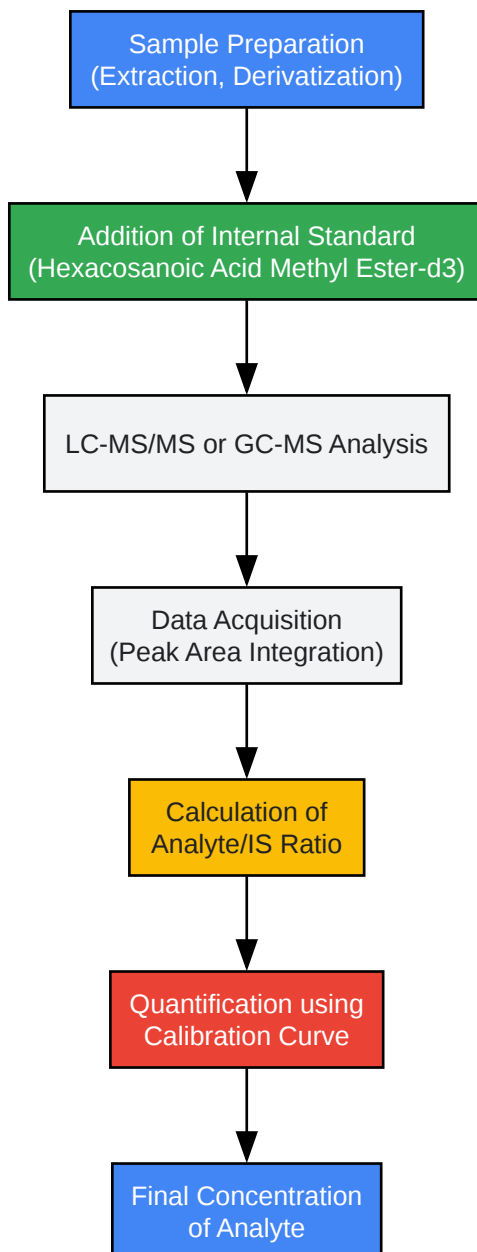 Sample Preparation
(Extraction, Derivatization)
Addition of Internal Standard
(Hexacosanoic Acid Methyl Ester-d3)
LC-MS/MS or GC-MS Analysis
Data Acquisition
(Peak Area Integration)
Calculation of
Analyte/IS Ratio
Quantification using
Calibration Curve
Final Concentration
of Analyte